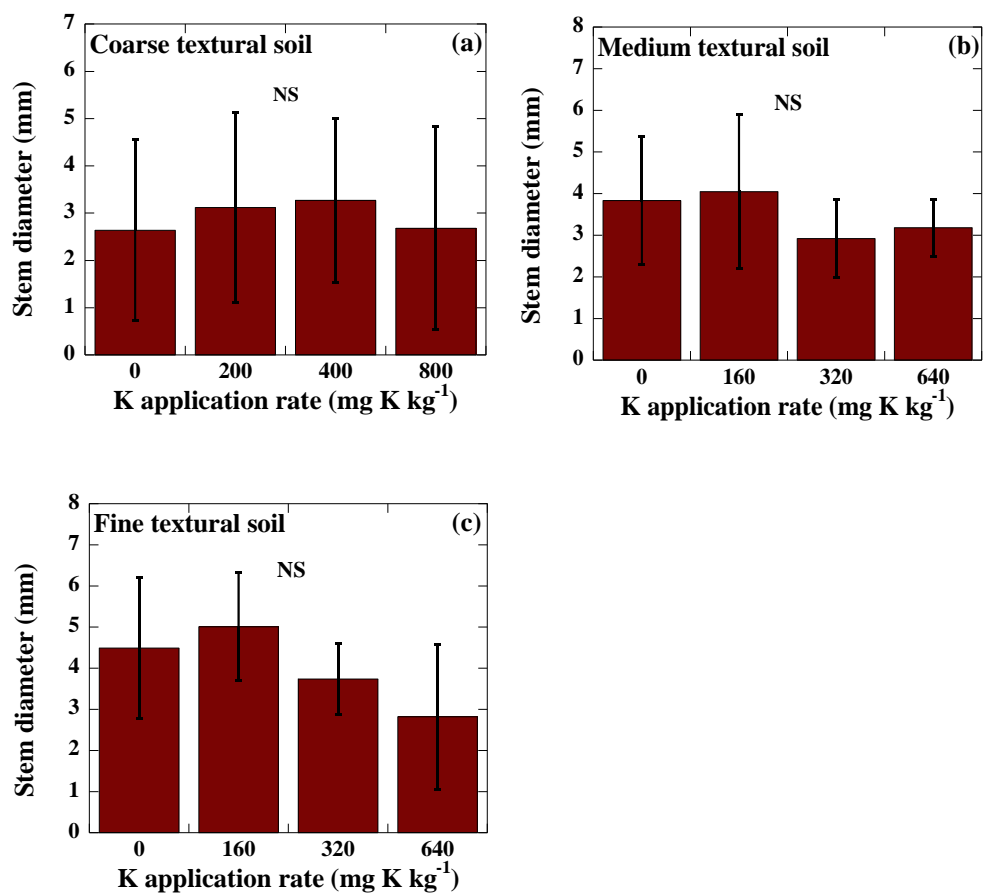 Coarse textural soil (a)
NS
Stem diameter (mm)
7
6
5
4
3
2
1
0
0 200 400 800
K application rate (mg K kg⁻¹)
Medium textural soil (b)
NS
Stem diameter (mm)
8
7
6
5
4
3
2
1
0
0 160 320 640
K application rate (mg K kg⁻¹)
Fine textural soil (c)
NS
Stem diameter (mm)
8
7
6
5
4
3
2
1
0
0 160 320 640
K application rate (mg K kg⁻¹)